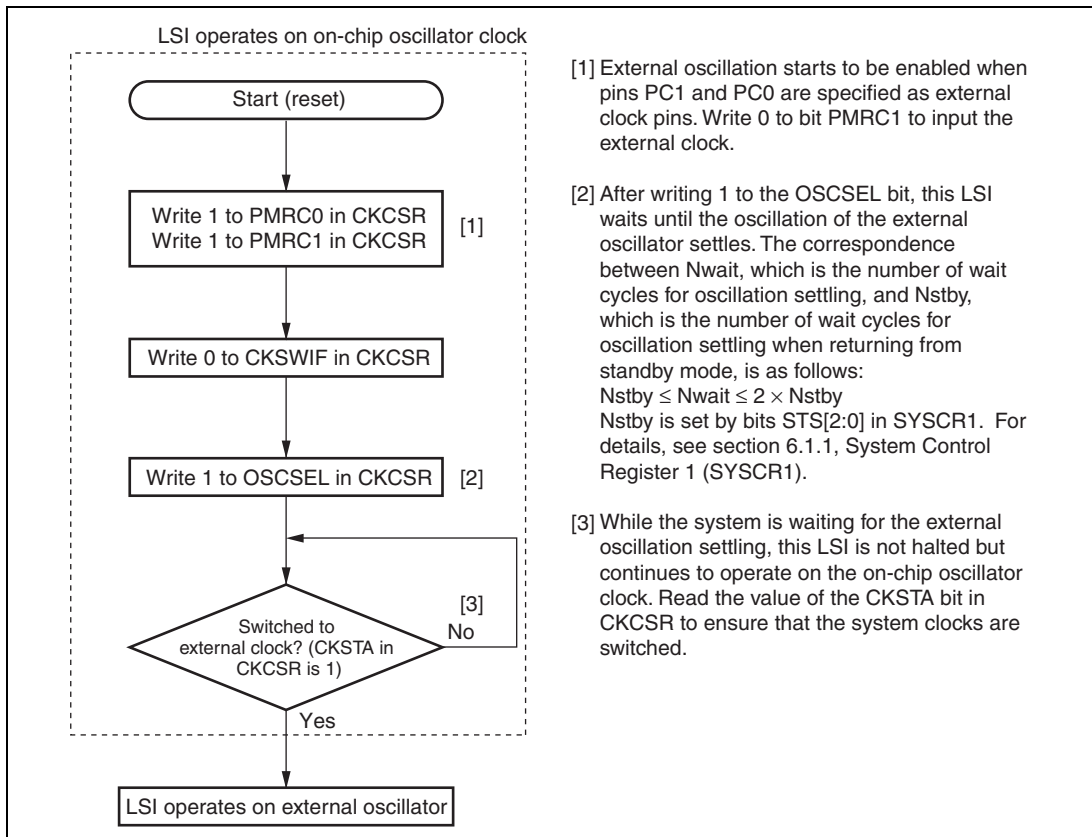 LSI operates on on-chip oscillator clock
Start (reset)
Write 1 to PMRC0 in CKCSR
Write 1 to PMRC1 in CKCSR
[1]
Write 0 to CKSWIF in CKCSR
Write 1 to OSCSEL in CKCSR
[2]
[3]
Switched to
external clock? (CKSTA in
CKCSR is 1)
No
Yes
LSI operates on external oscillator
[1] External oscillation starts to be enabled when
pins PC1 and PC0 are specified as external
clock pins. Write 0 to bit PMRC1 to input the
external clock.
[2] After writing 1 to the OSCSEL bit, this LSI
waits until the oscillation of the external
oscillator settles. The correspondence
between Nwait, which is the number of wait
cycles for oscillation settling, and Nstby,
which is the number of wait cycles for
oscillation settling when returning from
standby mode, is as follows:
Nstby ≤ Nwait ≤ 2 × Nstby
Nstby is set by bits STS[2:0] in SYSCR1. For
details, see section 6.1.1, System Control
Register 1 (SYSCR1).
[3] While the system is waiting for the external
oscillation settling, this LSI is not halted but
continues to operate on the on-chip oscillator
clock. Read the value of the CKSTA bit in
CKCSR to ensure that the system clocks are
switched.